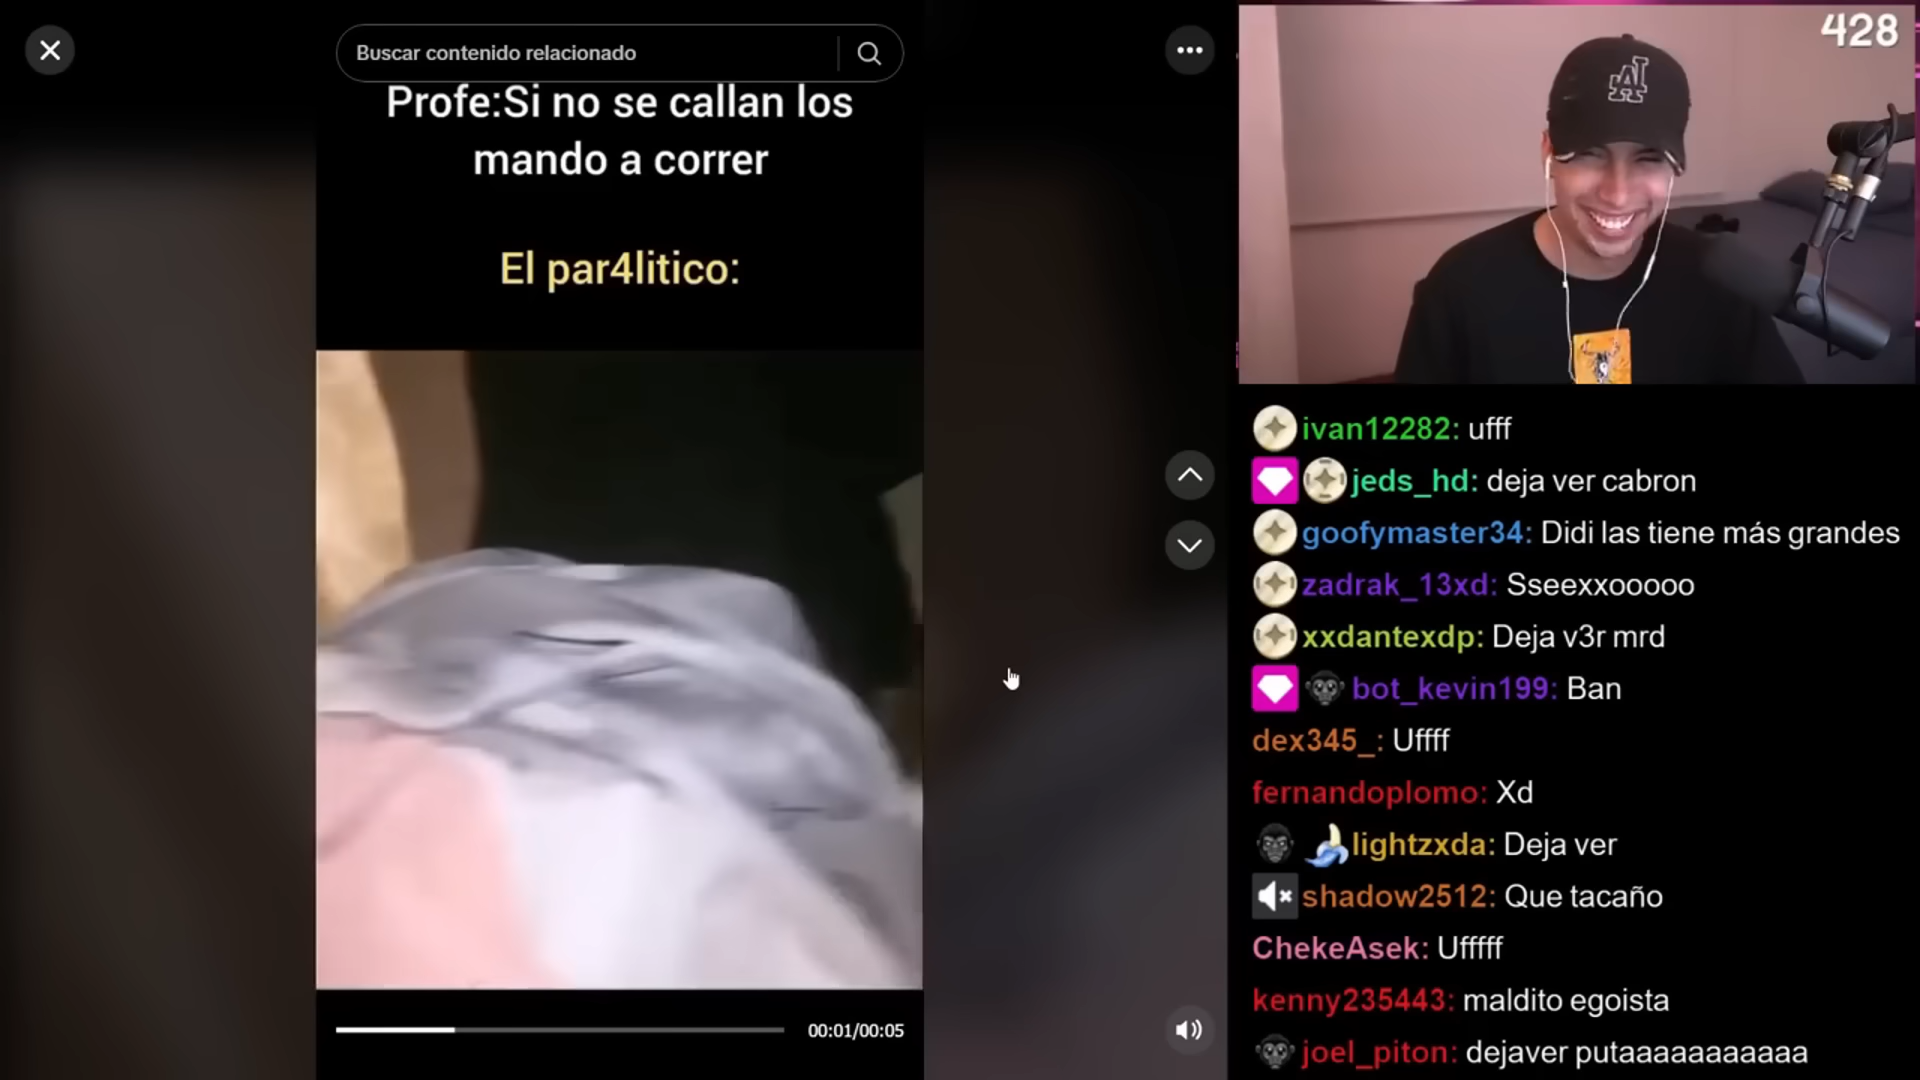 Buscar contenido relacionado
Profe:Si no se callan los
mando a correr
El par4litico:
00:01/00:05
428
LA
ivan12282: ufff
jeds_hd: deja ver cabron
goofymaster34: Didi las tiene más grandes
zadrak_13xd: Sseexxooooo
xxdantexdp: Deja v3r mrd
bot_kevin199: Ban
dex345_: Uffff
fernandoplomo: Xd
lightzxda: Deja ver
shadow2512: Que tacaño
ChekeAsek: Ufffff
kenny235443: maldito egoista
joel_piton: dejaver putaaaaaaaaaaa